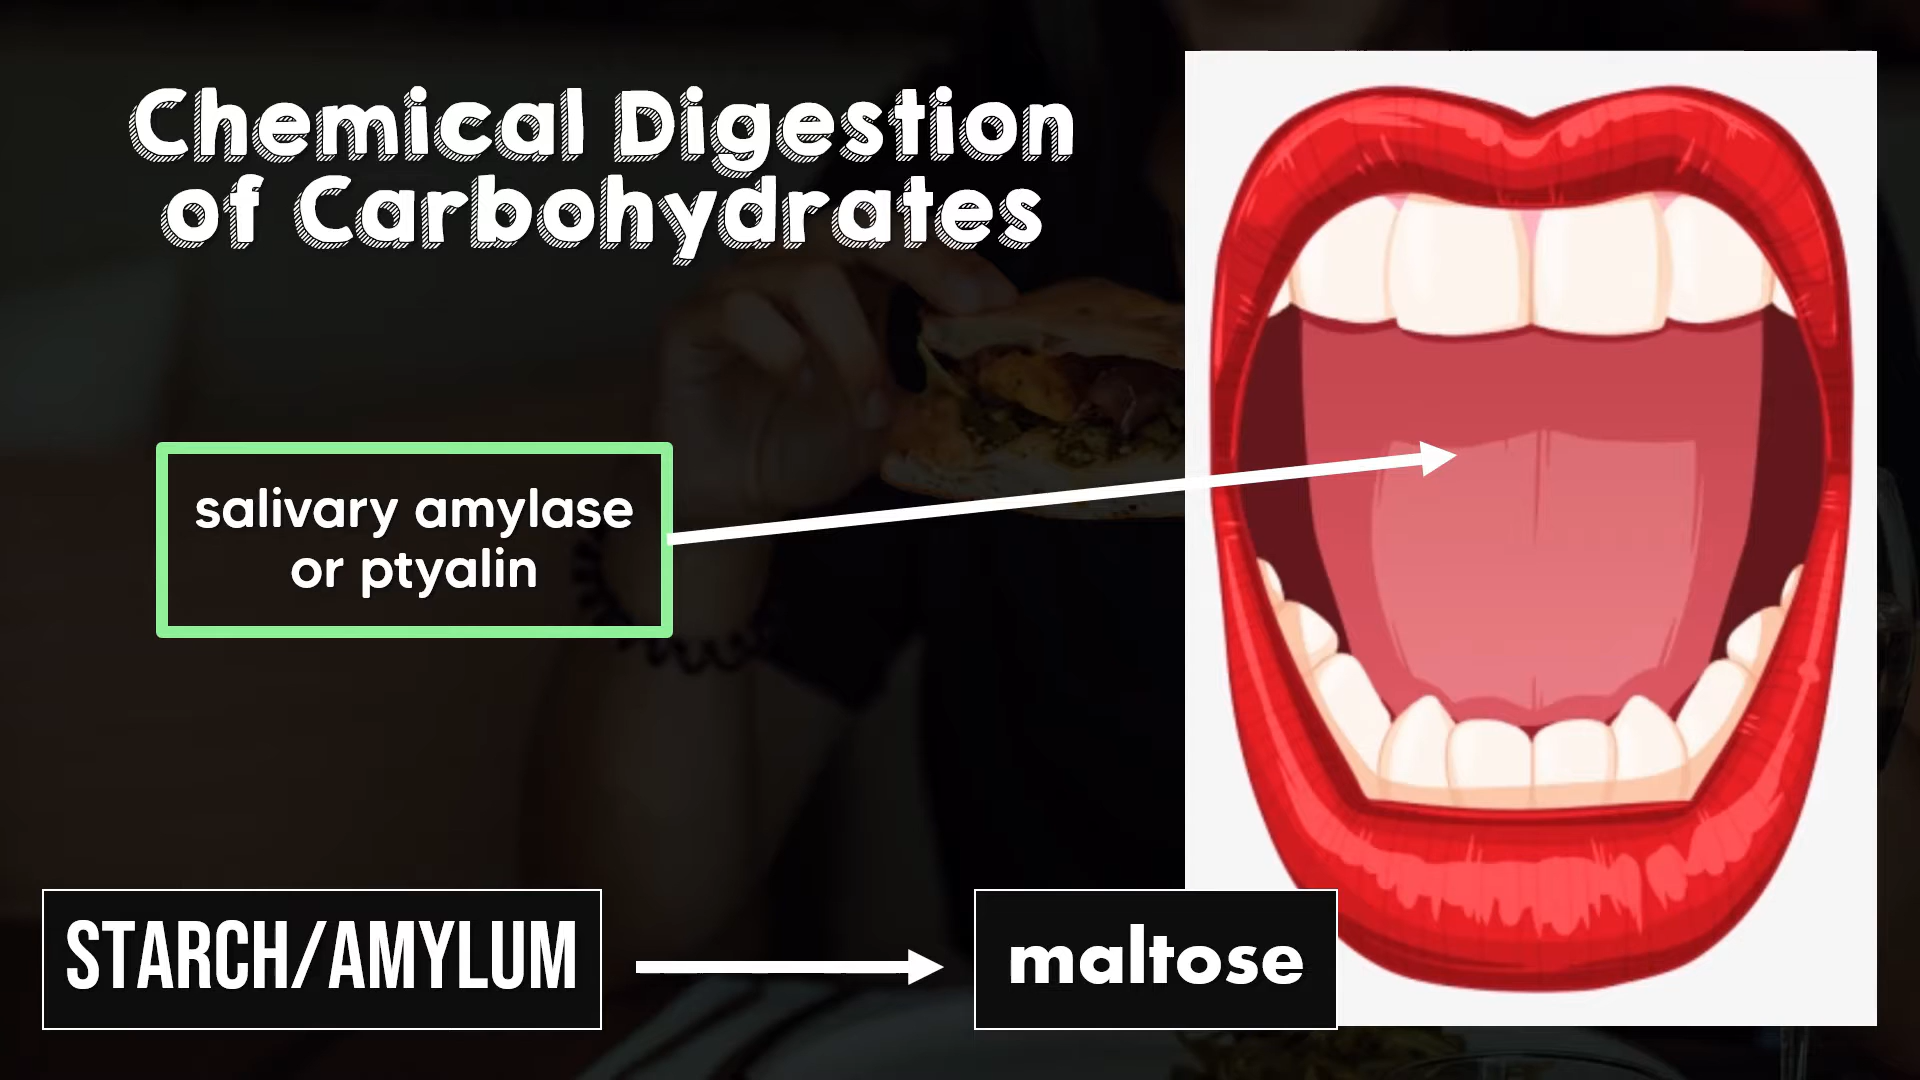 Chemical Digestion
of Carbohydrates
salivary amylase
or ptyalin
STARCH/AMYLUM
maltose